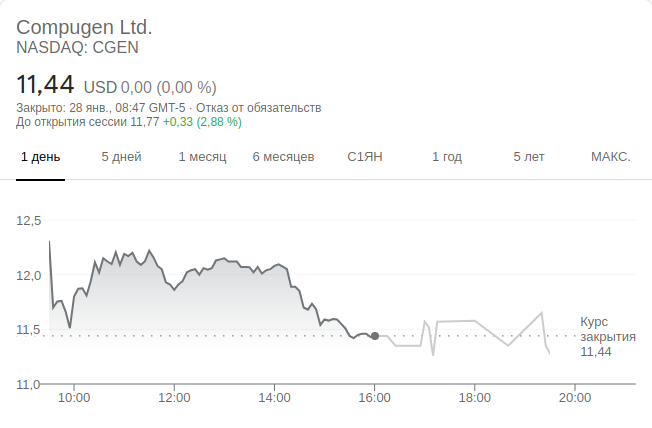 Compugen Ltd.
NASDAQ: CGEN
11,44 USD 0,00 (0,00 %)
Закрыто: 28 янв., 08:47 GMT-5 · Отказ от обязательств
До открытия сессии 11,77 +0,33 (2,88 %)
1 день 5 дней 1 месяц 6 месяцев С1ЯН 1 год 5 лет МАКС.
12,5
12,0
11,5
Курс
закрытия
11,44
11,0
10:00 12:00 14:00 16:00 18:00 20:00